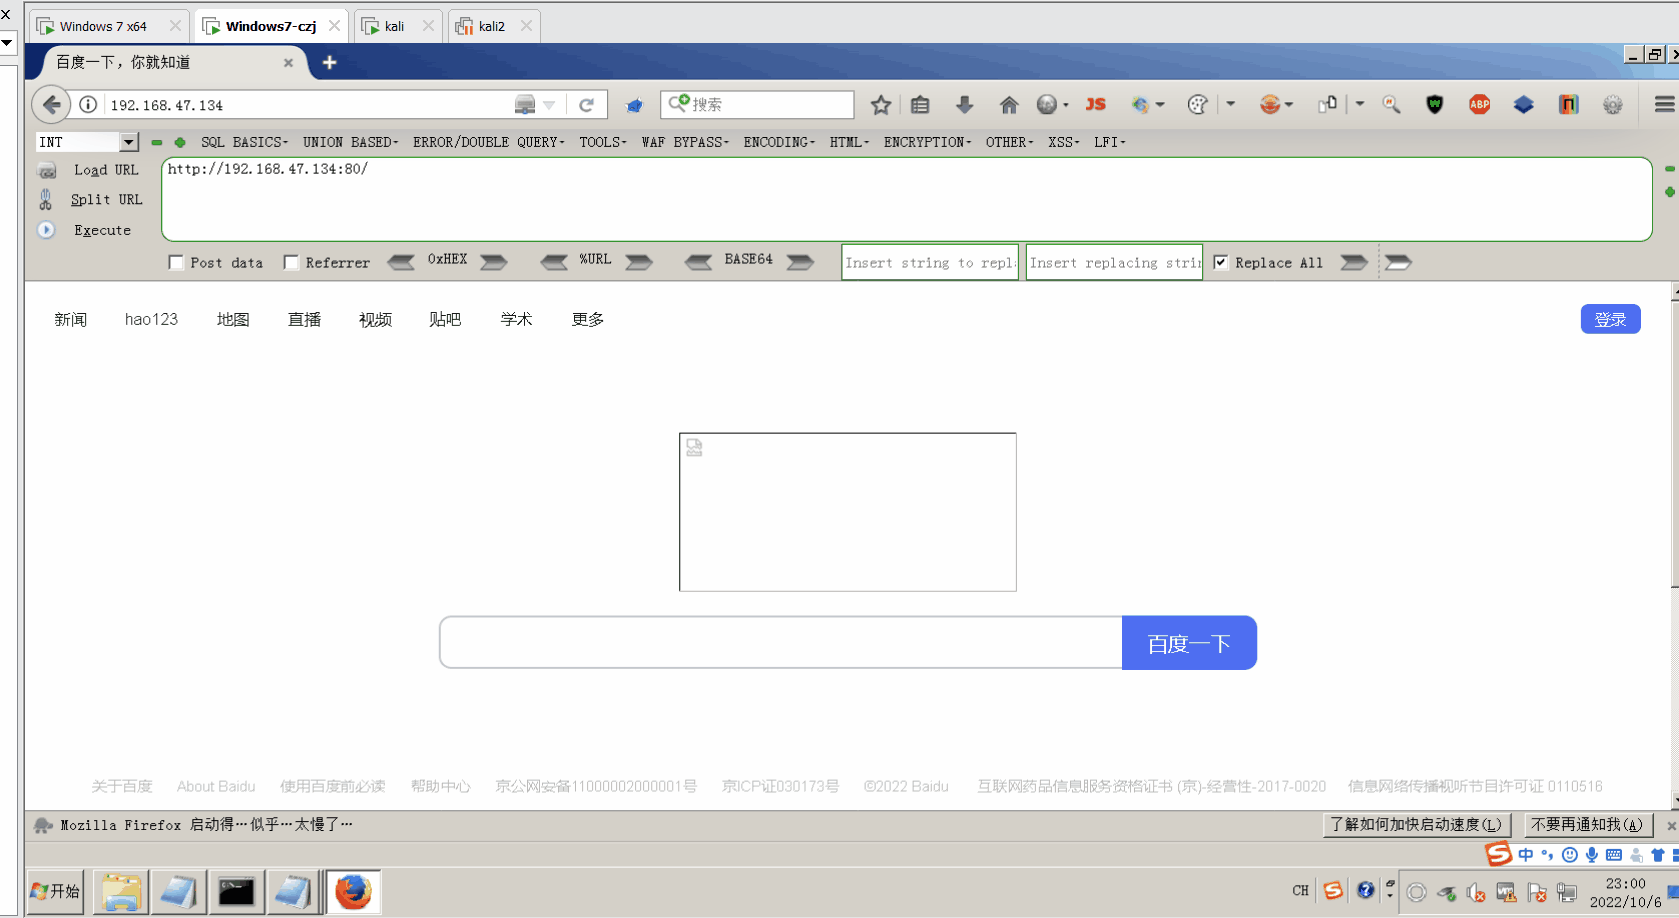 Windows 7 x64
Windows7-czj
kali
kali2
百度一下，你就知道
192.168.47.134
搜索
JS
ABP
INT
SQL BASICS
UNION BASED
ERROR/DOUBLE QUERY
TOOLS
WAF BYPASS
ENCODING
HTML
ENCRYPTION
OTHER
XSS
LFI
Load URL
http://192.168.47.134:80/
Split URL
Execute
Post data
Referrer
0xHEX
%URL
BASE64
Insert string to repl
Insert replacing strin
Replace All
新闻
hao123
地图
直播
视频
贴吧
学术
更多
登录
百度一下
关于百度
About Baidu
使用百度前必读
帮助中心
京公网安备11000002000001号
京ICP证030173号
©2022 Baidu
互联网药品信息服务资格证书 (京)-经营性-2017-0020
信息网络传播视听节目许可证 0110516
Mozilla Firefox 启动得…似乎…太慢了…
了解如何加快启动速度(L)
不要再通知我(A)
中
开始
CH
23:00
2022/10/6